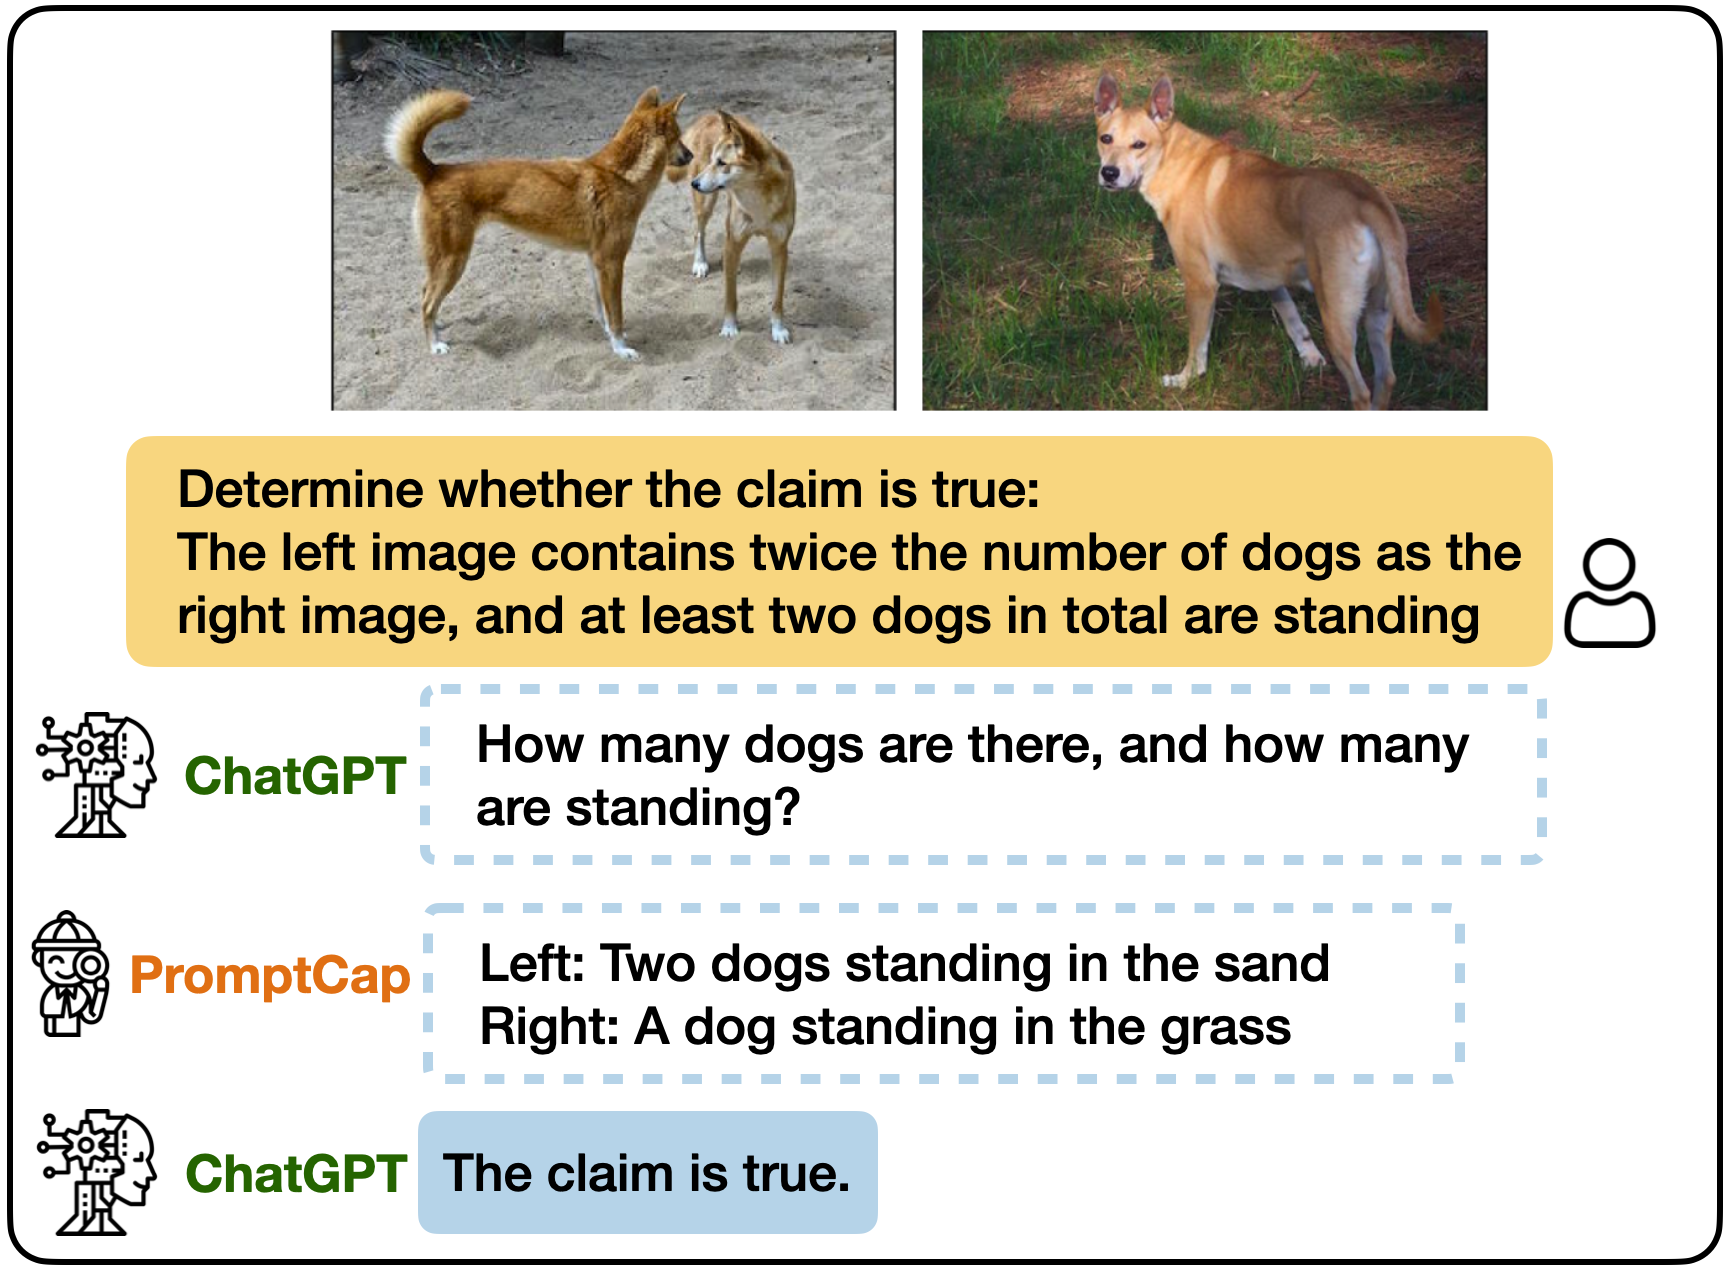 Determine whether the claim is true:
The left image contains twice the number of dogs as the
right image, and at least two dogs in total are standing
ChatGPT
How many dogs are there, and how many
are standing?
PromptCap
Left: Two dogs standing in the sand
Right: A dog standing in the grass
ChatGPT
The claim is true.